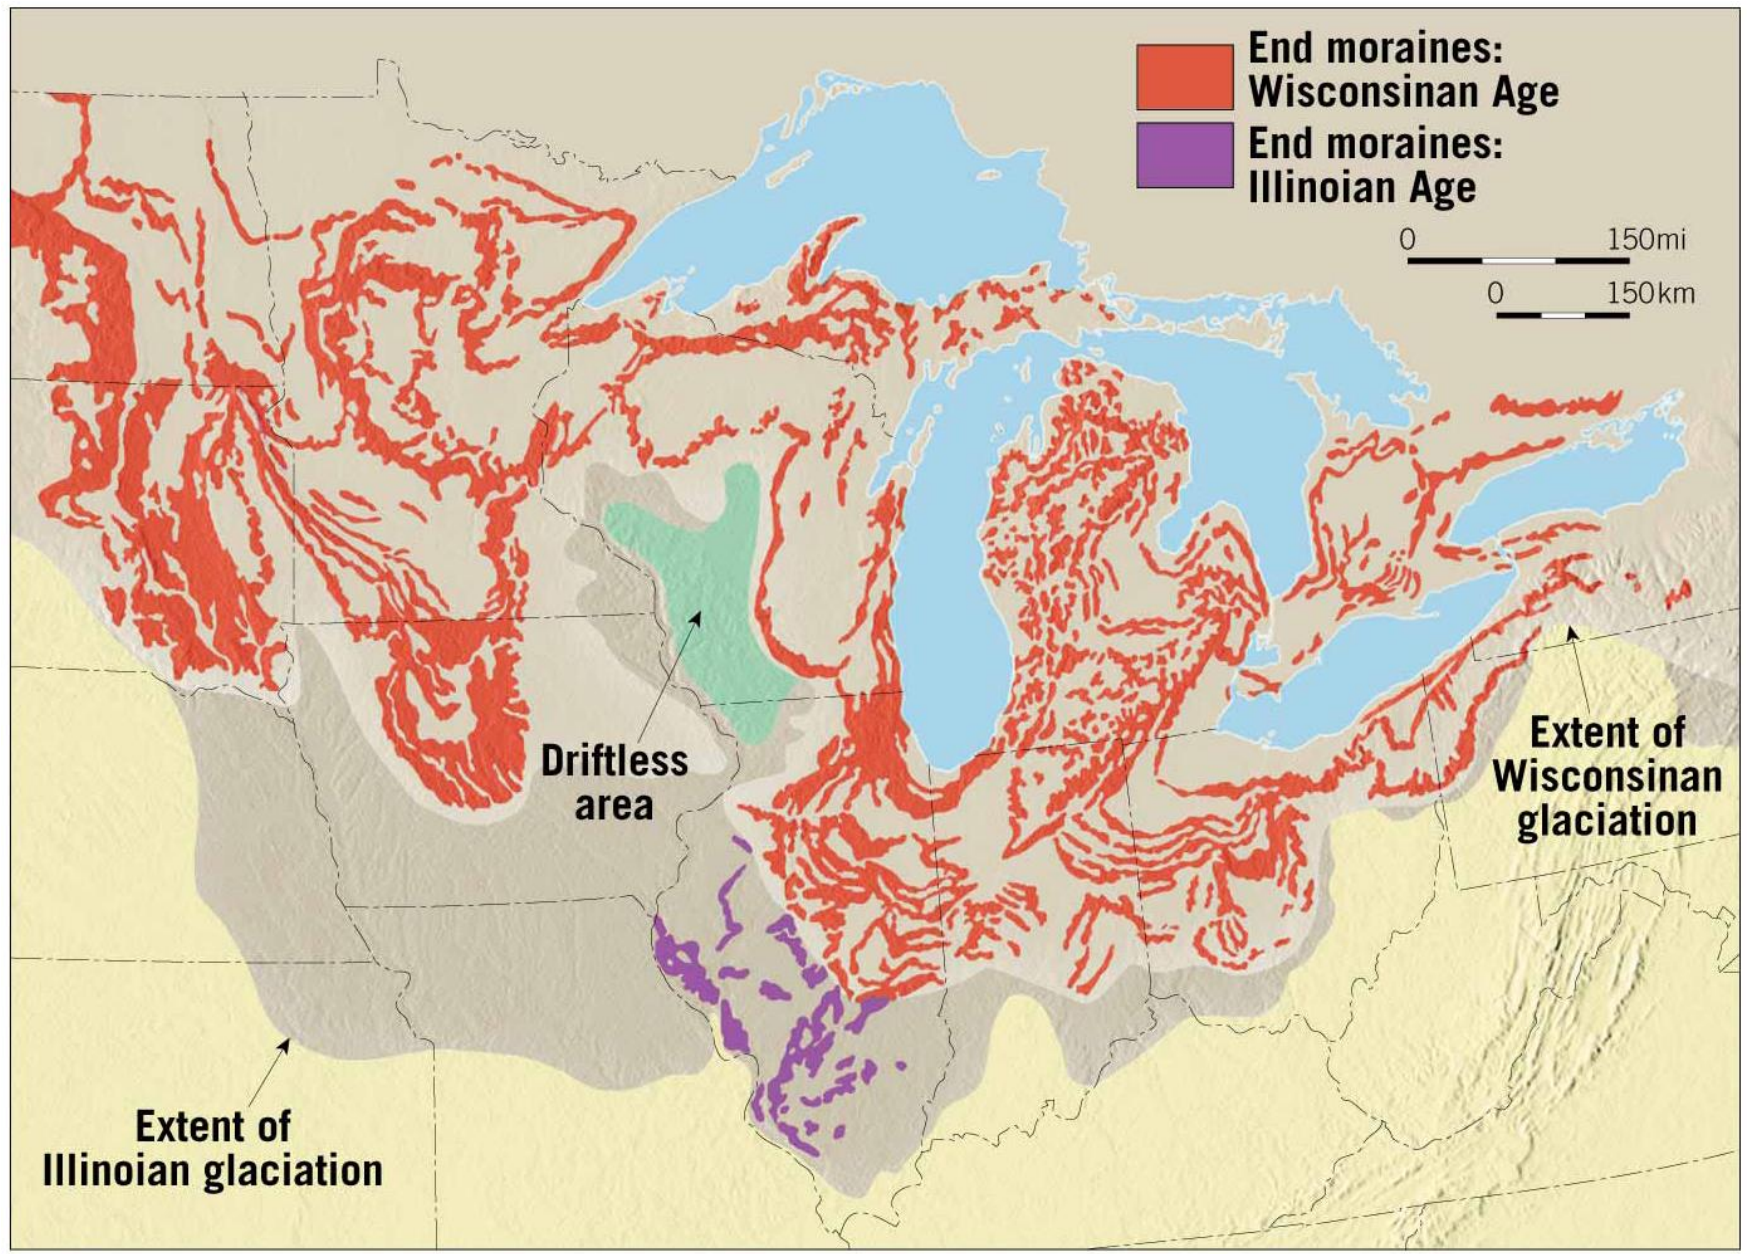 End moraines:
Wisconsinan Age
End moraines:
Illinoian Age
0 150mi
0 150km
Driftless
area
Extent of
Wisconsinan
glaciation
Extent of
Illinoian glaciation